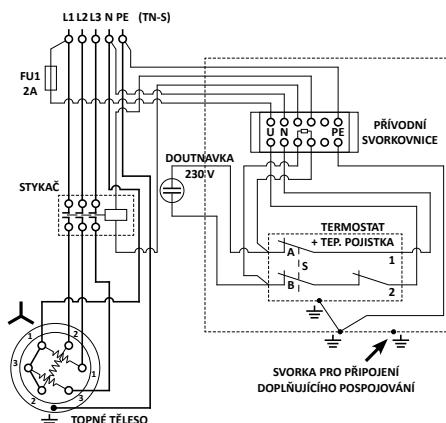 L1 L2 L3 N PE (TN-S)
FU1
2A
U N PE
PŘÍVODNÍ
SVORKOVNICE
DOUTNAVKA
230 V
STYKAČ
TERMOSTAT
+ TEP. POJISTKA
A
1
S
B
2
1
2
3
1
2
3
SVORKA PRO PŘIPOJENÍ
DOPLŇUJÍCÍHO POSPOJOVÁNÍ
TOPNÉ TĚLESO